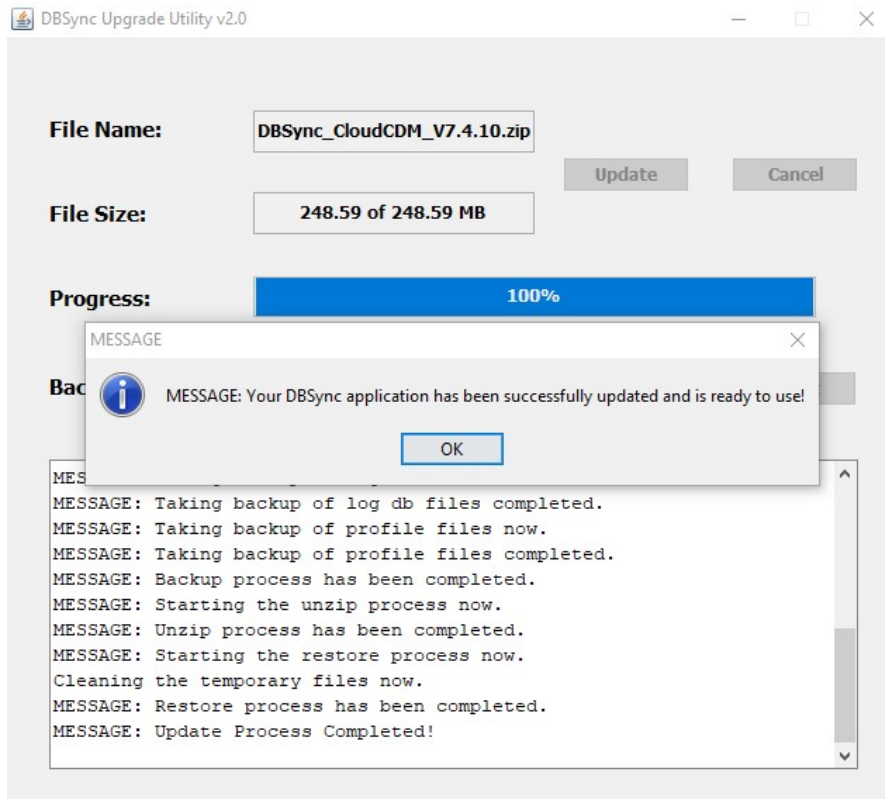 DBSync Upgrade Utility v2.0
File Name:
DBSync_CloudCDM_V7.4.10.zip
Update
Cancel
File Size:
248.59 of 248.59 MB
Progress:
100%
MESSAGE
MESSAGE: Your DBSync application has been successfully updated and is ready to use!
OK
MESSAGE: Taking backup of log db files completed.
MESSAGE: Taking backup of profile files now.
MESSAGE: Taking backup of profile files completed.
MESSAGE: Backup process has been completed.
MESSAGE: Starting the unzip process now.
MESSAGE: Unzip process has been completed.
MESSAGE: Starting the restore process now.
Cleaning the temporary files now.
MESSAGE: Restore process has been completed.
MESSAGE: Update Process Completed!